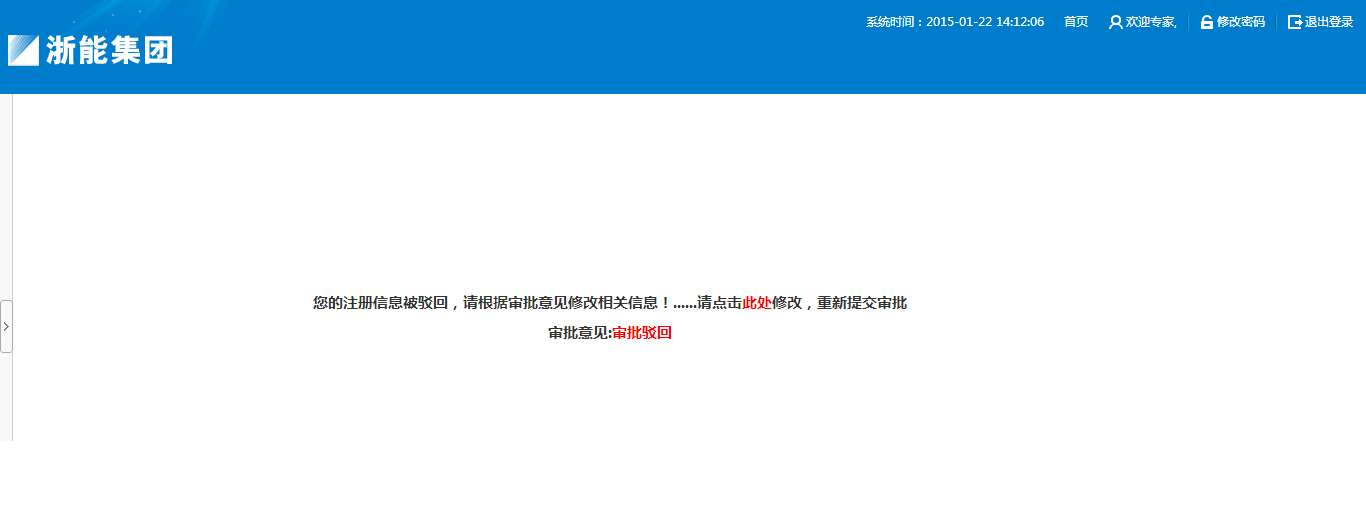 系统时间：2015-01-22 14:12:06 首页 欢迎专家, 修改密码 退出登录
浙能集团
您的注册信息被驳回，请根据审批意见修改相关信息！......请点击此处修改，重新提交审批
审批意见:审批驳回